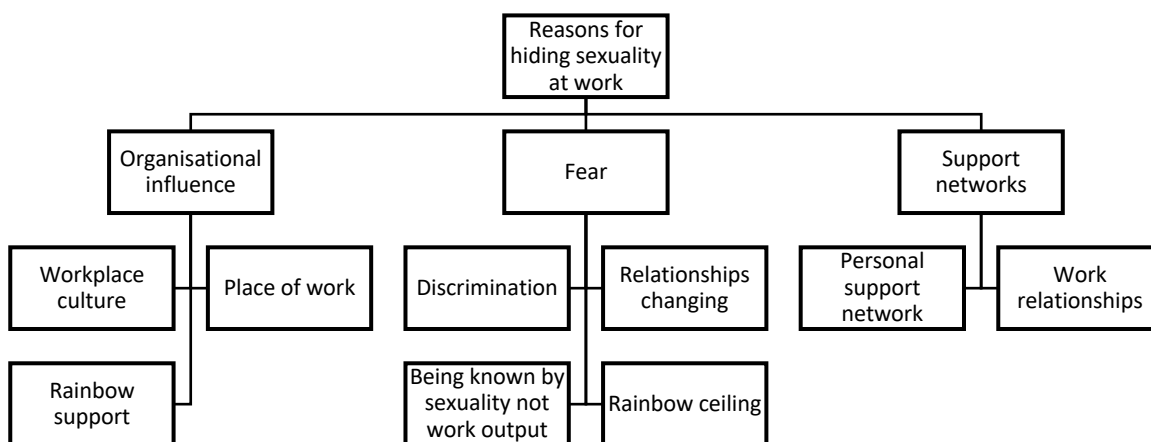 Reasons for
hiding sexuality
at work
Organisational
influence
Fear
Support
networks
Workplace
culture
Place of work
Discrimination
Relationships
changing
Personal
support
network
Work
relationships
Rainbow
support
Being known by
sexuality not
work output
Rainbow ceiling